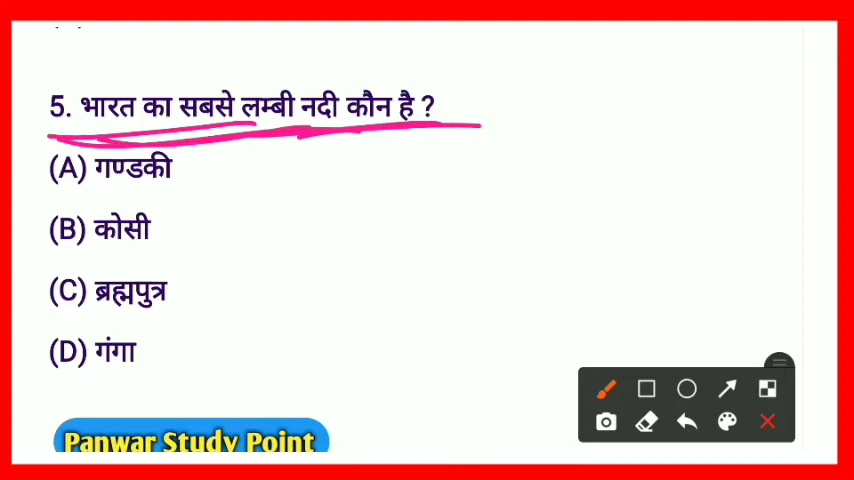 5. भारत का सबसे लम्बी नदी कौन है ?
(A) गण्डकी
(B) कोसी
(C) ब्रह्मपुत्र
(D) गंगा
Panwar Study Point